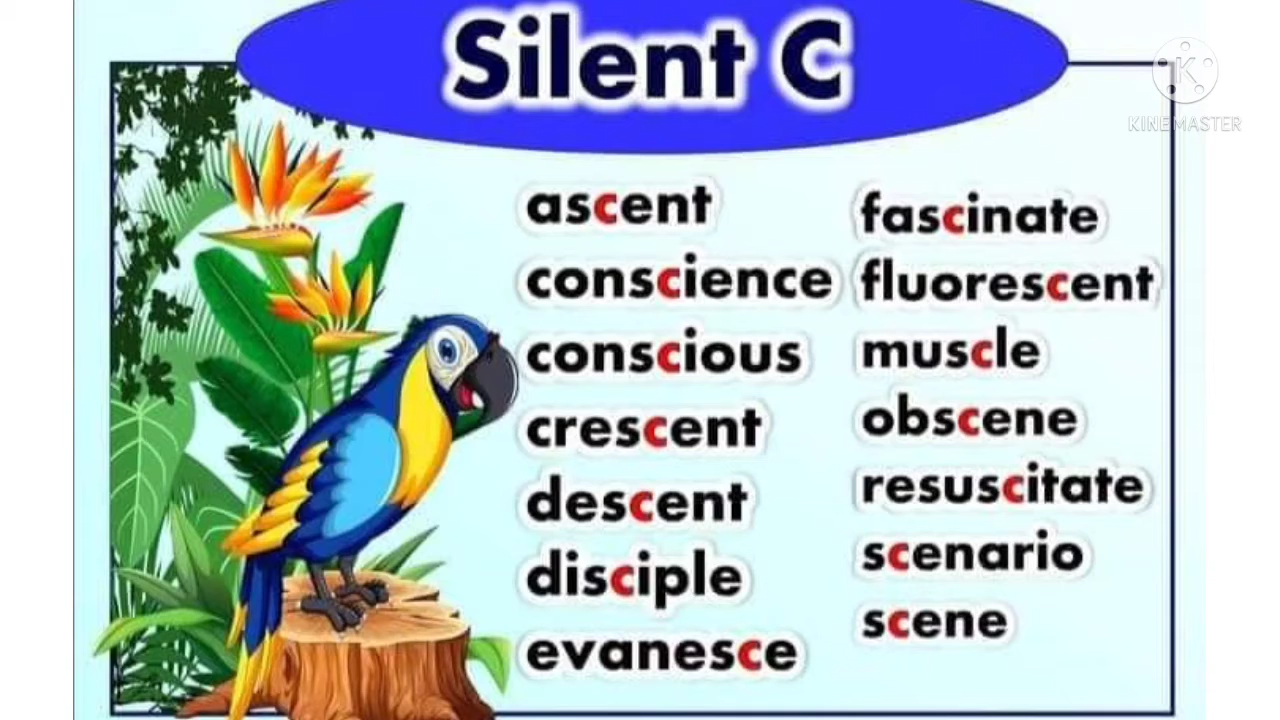 Silent C
KINEMASTER
ascent
conscience
conscious
crescent
descent
disciple
evanesce
fascinate
fluorescent
muscle
obscene
resuscitate
scenario
scene